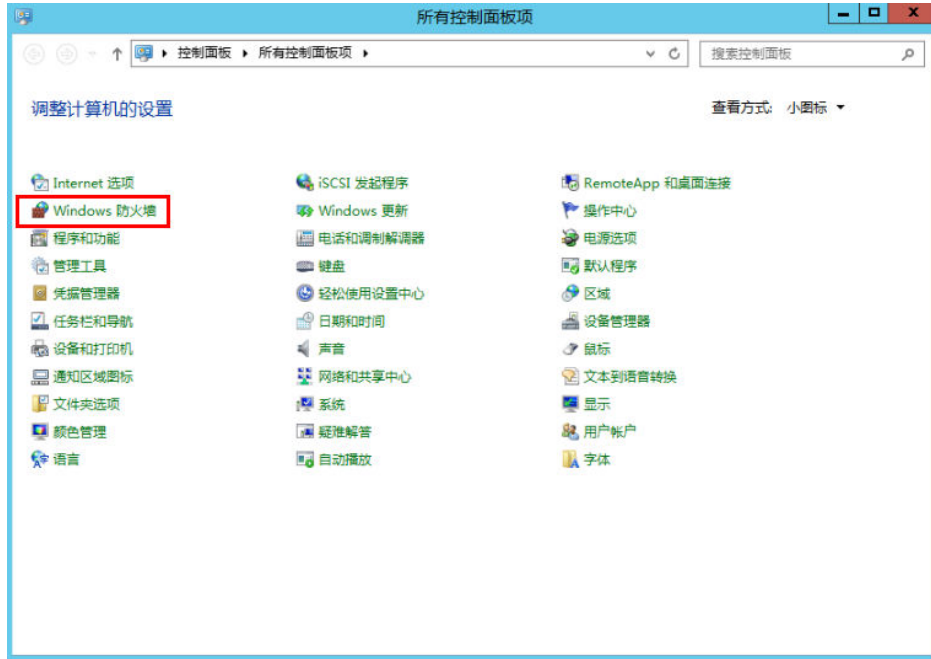 所有控制面板项
控制面板 所有控制面板项
搜索控制面板
调整计算机的设置
查看方式: 小图标
Internet 选项
iSCSI 发起程序
RemoteApp 和桌面连接
Windows 防火墙
Windows 更新
操作中心
程序和功能
电话和调制解调器
电源选项
管理工具
键盘
默认程序
凭据管理器
轻松使用设置中心
区域
任务栏和导航
日期和时间
设备管理器
设备和打印机
声音
鼠标
通知区域图标
网络和共享中心
文本到语音转换
文件夹选项
系统
显示
颜色管理
疑难解答
用户帐户
语言
自动播放
字体